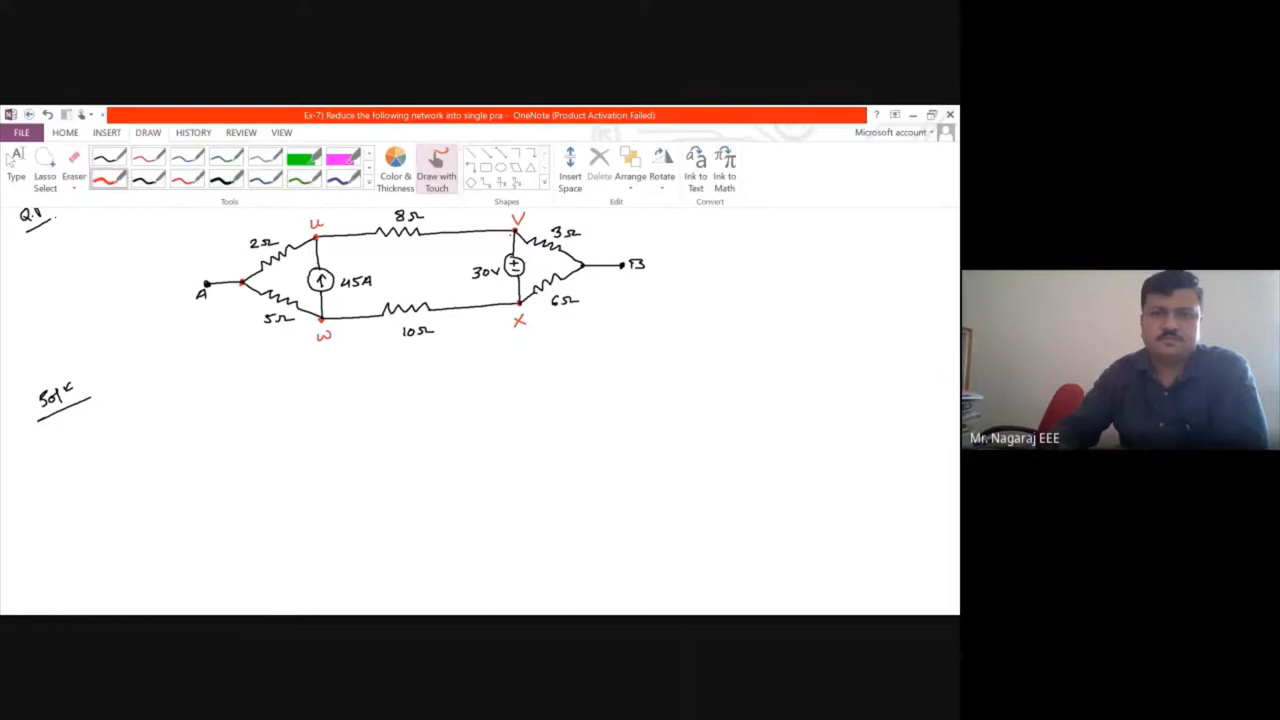 Ex-7) Reduce the following network into single pra - OneNote (Product Activation Failed)
FILE HOME INSERT DRAW HISTORY REVIEW VIEW
Microsoft account
Type
Lasso Select
Eraser
Color & Thickness
Draw with Touch
Insert Space
Delete
Arrange
Rotate
Ink to Text
Ink to Math
Tools
Shapes
Edit
Convert
u
8Ω
V
2Ω
3Ω
A
45A
30V
B
5Ω
6Ω
w
10Ω
X
Mr. Nagaraj EEE